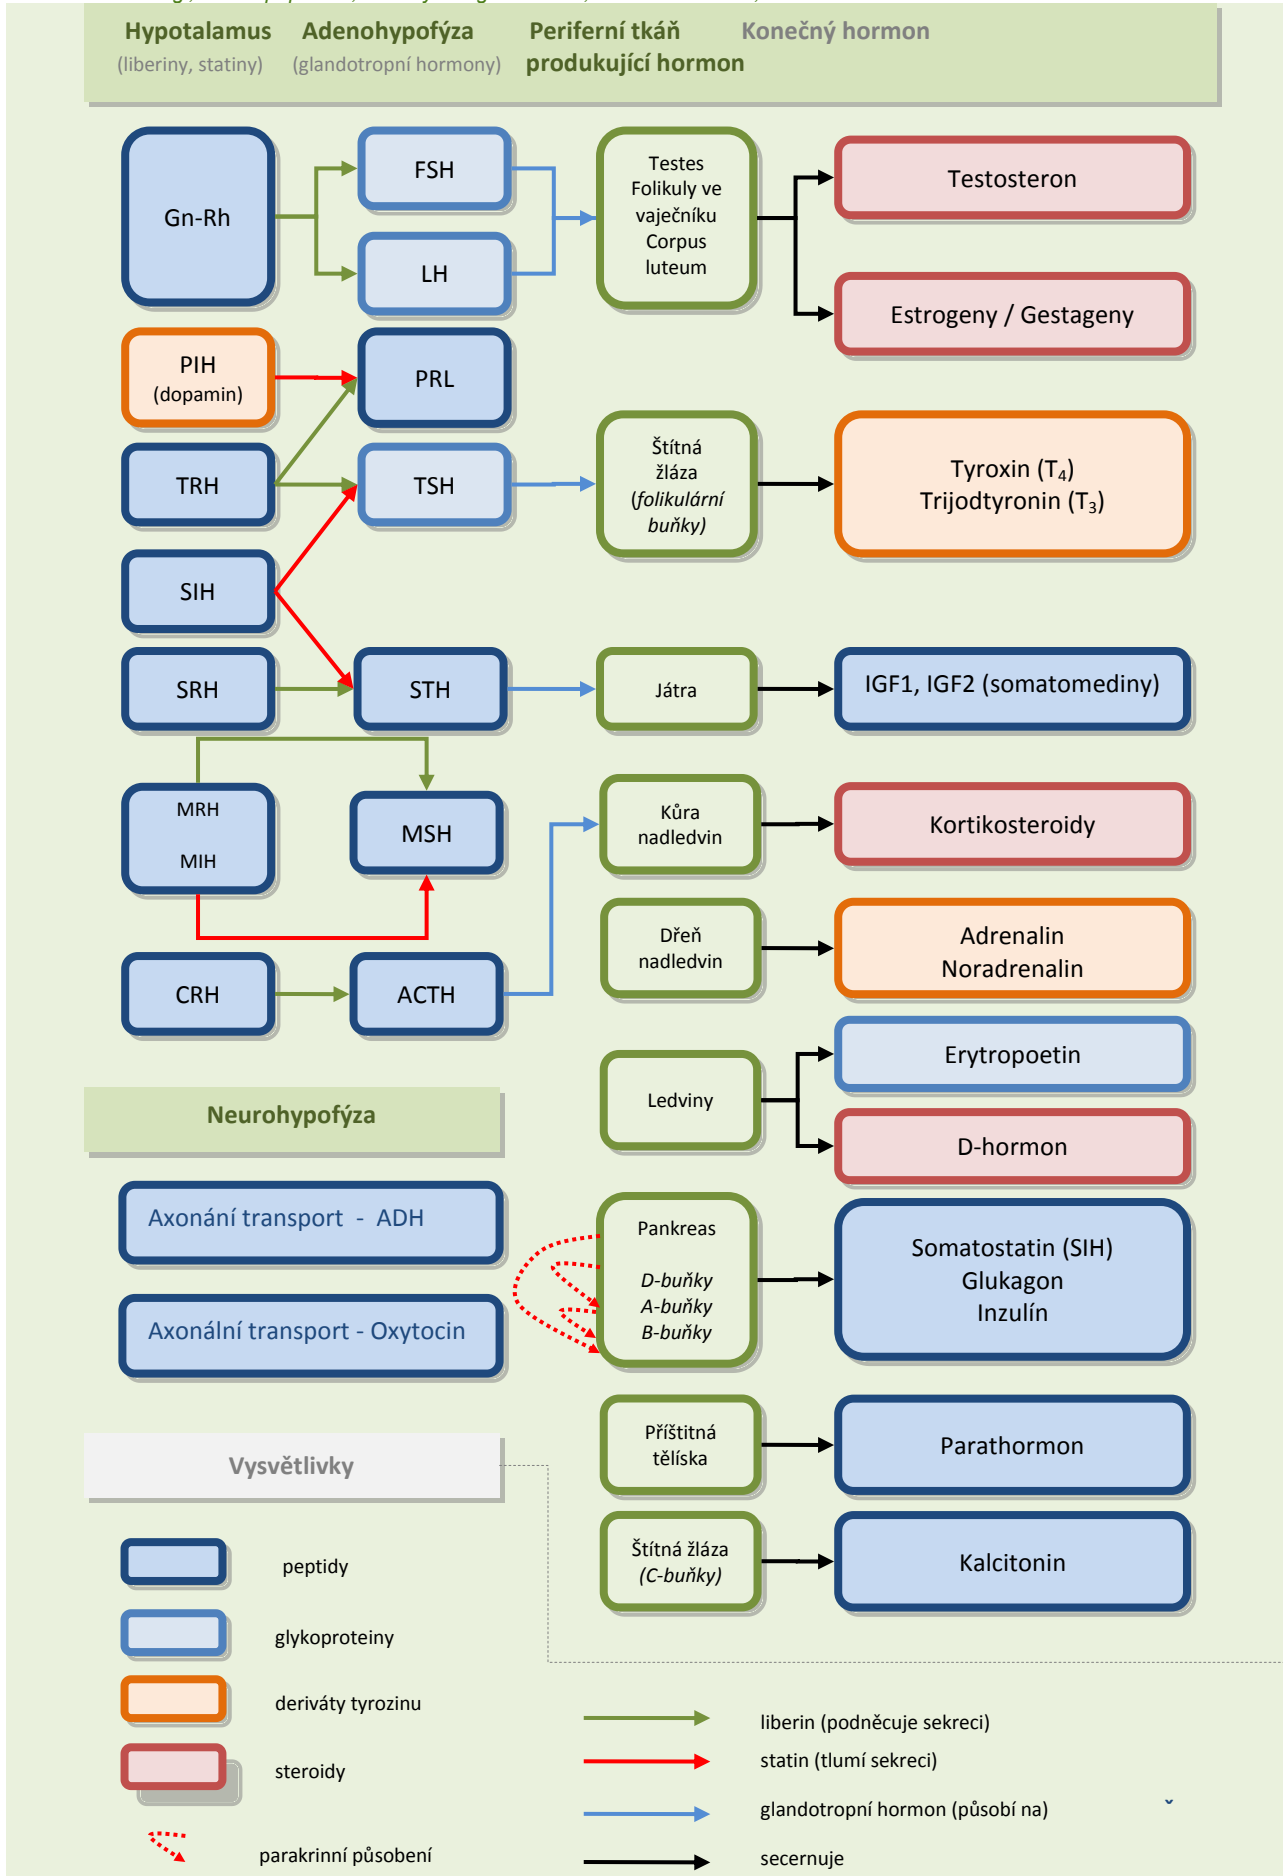 Hypotalamus Adenohypofýza Periferní tkáň Konečný hormon
(liberiny, statiny) (glandotropní hormony) produkující hormon
Gn-Rh
FSH
LH
Testes
Folikuly ve
vaječníku
Corpus
luteum
Testosteron
Estrogeny / Gestageny
PIH
(dopamin)
PRL
TRH
TSH
Štítná
žláza
(folikulární
buňky)
Tyroxin (T4)
Trijodtyronin (T3)
SIH
SRH
STH
Játra
IGF1, IGF2 (somatomediny)
MRH
MIH
MSH
Kůra
nadledvin
Kortikosteroidy
Dřeň
nadledvin
Adrenalin
Noradrenalin
CRH
ACTH
Ledviny
Erytropoetin
D-hormon
Neurohypofýza
Axonání transport - ADH
Axonální transport - Oxytocin
Pankreas
D-buňky
A-buňky
B-buňky
Somatostatin (SIH)
Glukagon
Inzulín
Příštitná
tělíska
Parathormon
Štítná žláza
(C-buňky)
Kalcitonin
Vysvětlivky
peptidy
glykoproteiny
deriváty tyrozinu
steroidy
parakrinní působení
liberin (podněcuje sekreci)
statin (tlumí sekreci)
glandotropní hormon (působí na)
secernuje